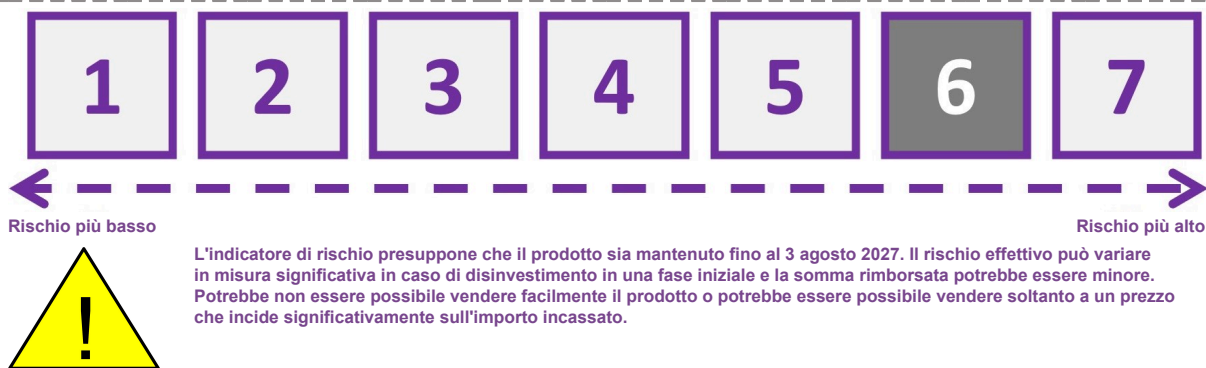 1 2 3 4 5 6 7
Rischio più basso Rischio più alto
L'indicatore di rischio presuppone che il prodotto sia mantenuto fino al 3 agosto 2027. Il rischio effettivo può variare
in misura significativa in caso di disinvestimento in una fase iniziale e la somma rimborsata potrebbe essere minore.
Potrebbe non essere possibile vendere facilmente il prodotto o potrebbe essere possibile vendere soltanto a un prezzo
che incide significativamente sull'importo incassato.
!